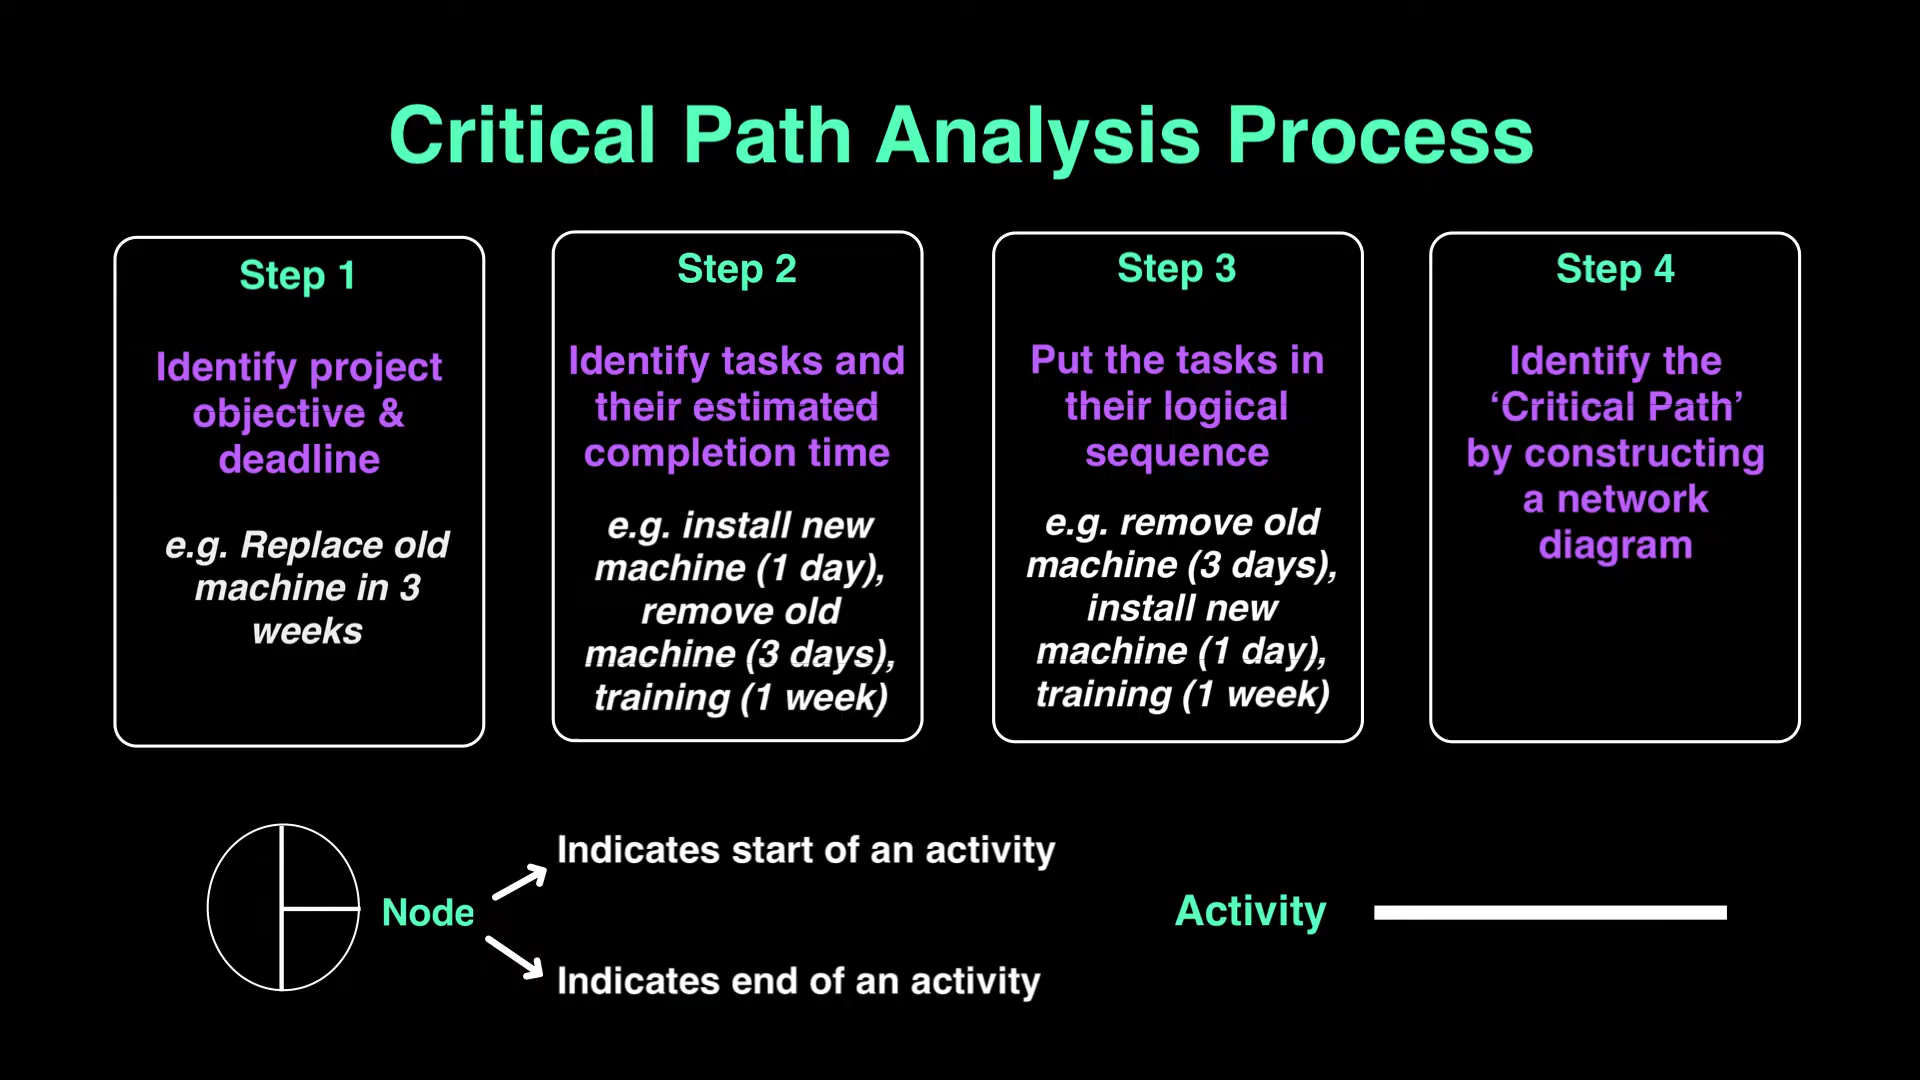 Critical Path Analysis Process
Step 1
Identify project
objective &
deadline
e.g. Replace old
machine in 3
weeks
Step 2
Identify tasks and
their estimated
completion time
e.g. install new
machine (1 day),
remove old
machine (3 days),
training (1 week)
Step 3
Put the tasks in
their logical
sequence
e.g. remove old
machine (3 days),
install new
machine (1 day),
training (1 week)
Step 4
Identify the
‘Critical Path’
by constructing
a network
diagram
Node
Indicates start of an activity
Indicates end of an activity
Activity